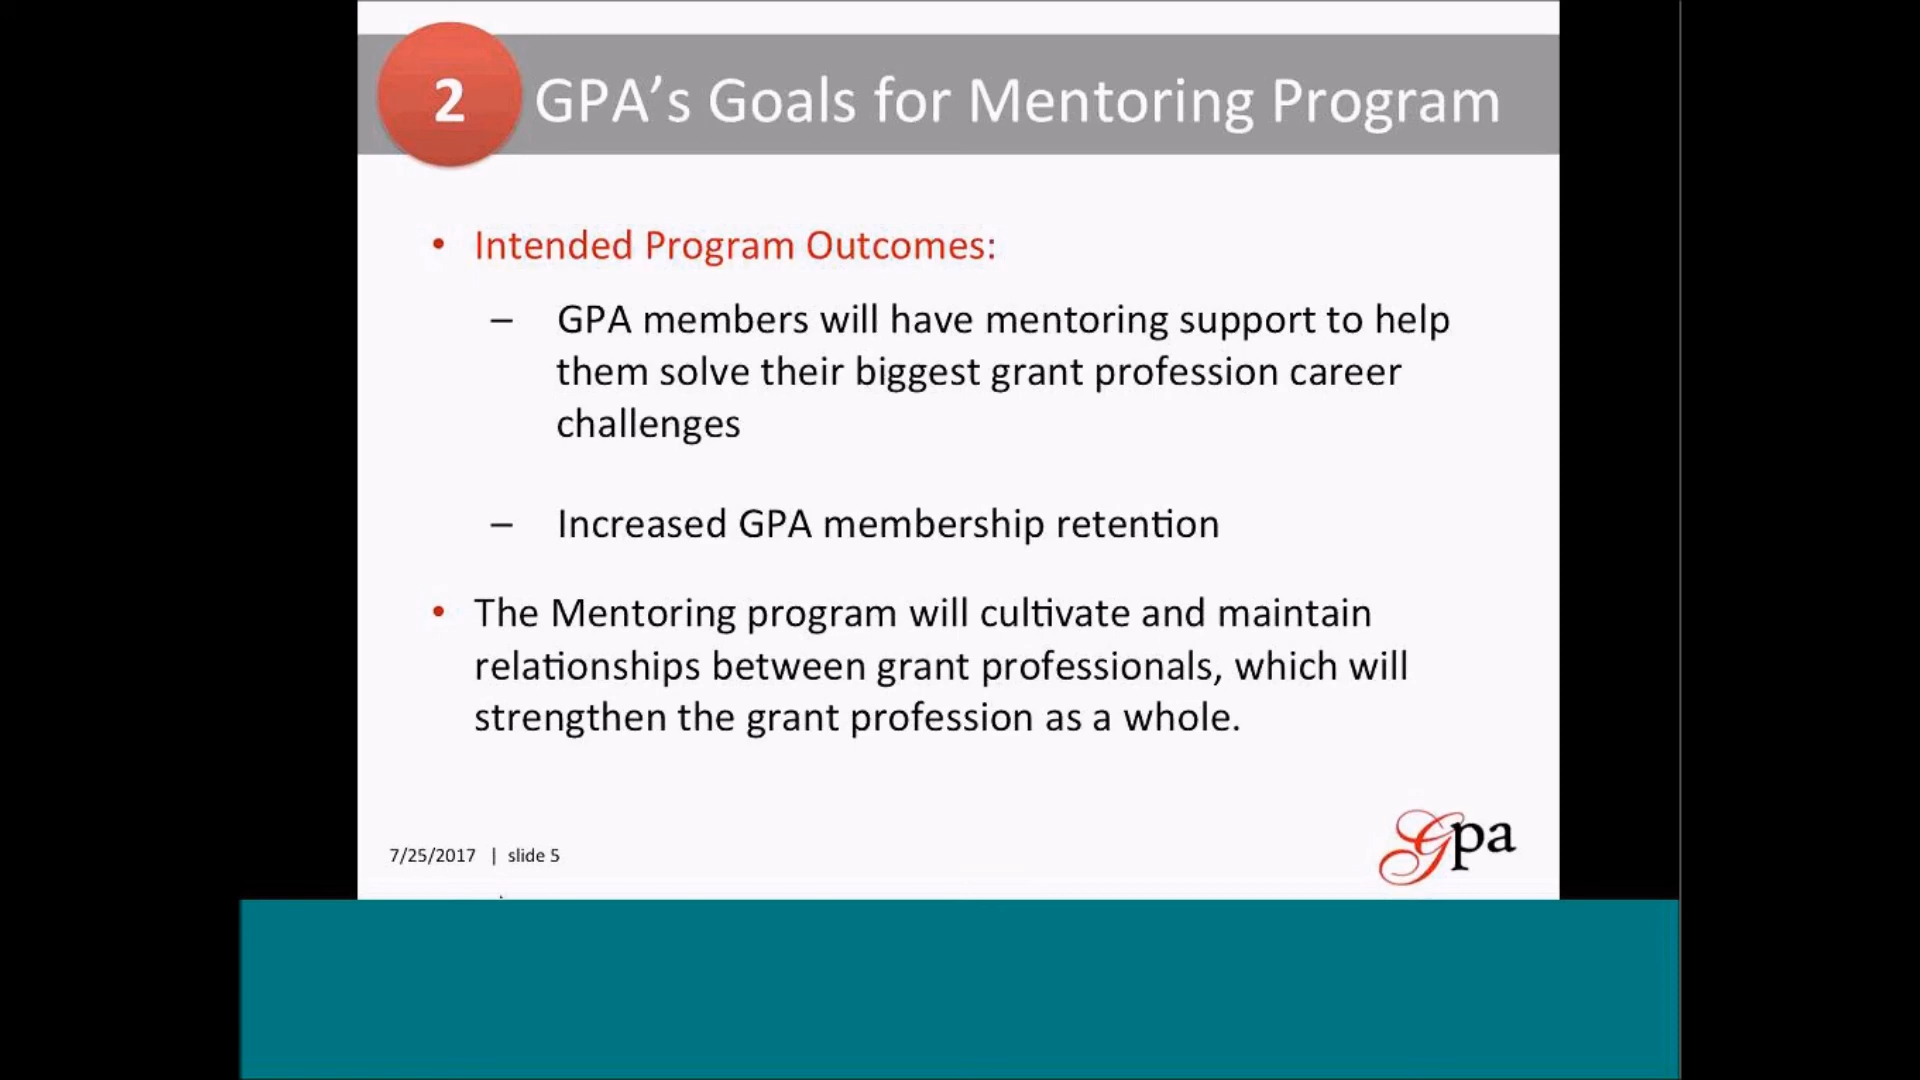 2 GPA’s Goals for Mentoring Program
• Intended Program Outcomes:
– GPA members will have mentoring support to help
them solve their biggest grant profession career
challenges
– Increased GPA membership retention
• The Mentoring program will cultivate and maintain
relationships between grant professionals, which will
strengthen the grant profession as a whole.
7/25/2017 | slide 5
Gpa